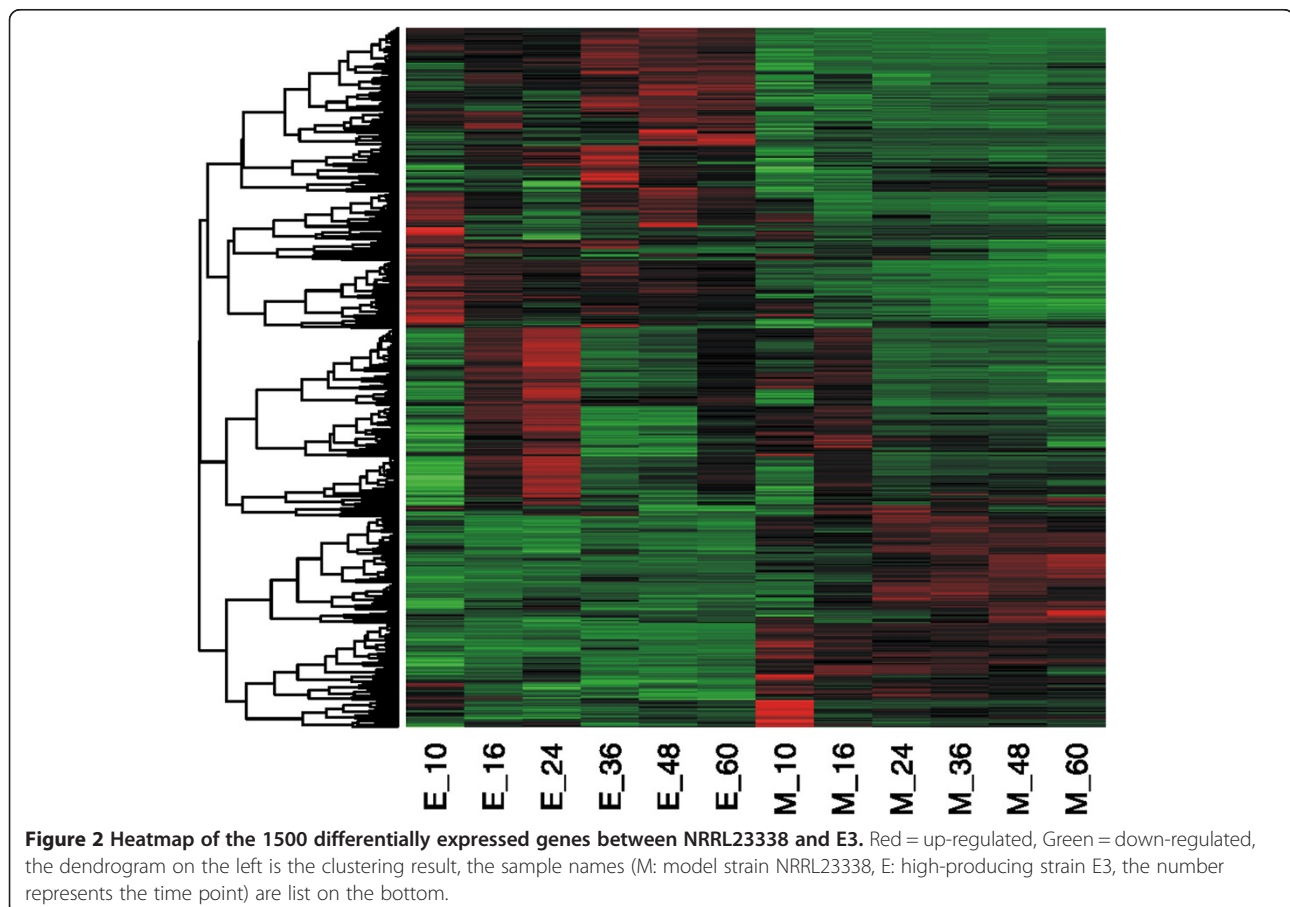 E_10
E_16
E_24
E_36
E_48
E_60
M_10
M_16
M_24
M_36
M_48
M_60
Figure 2 Heatmap of the 1500 differentially expressed genes between NRRL23338 and E3. Red = up-regulated, Green = down-regulated,
the dendrogram on the left is the clustering result, the sample names (M: model strain NRRL23338, E: high-producing strain E3, the number
represents the time point) are list on the bottom.